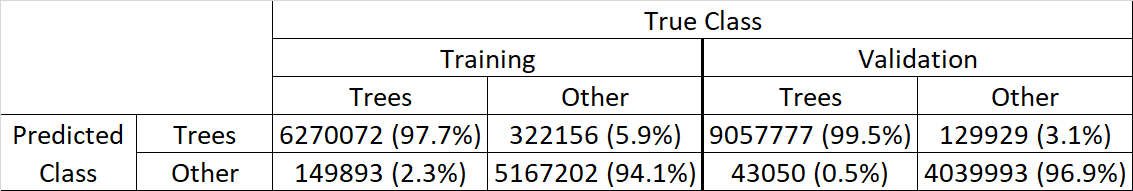 True Class
Training Validation
Trees Other Trees Other
Predicted Class Trees 6270072 (97.7%) 322156 (5.9%) 9057777 (99.5%) 129929 (3.1%)
Other 149893 (2.3%) 5167202 (94.1%) 43050 (0.5%) 4039993 (96.9%)